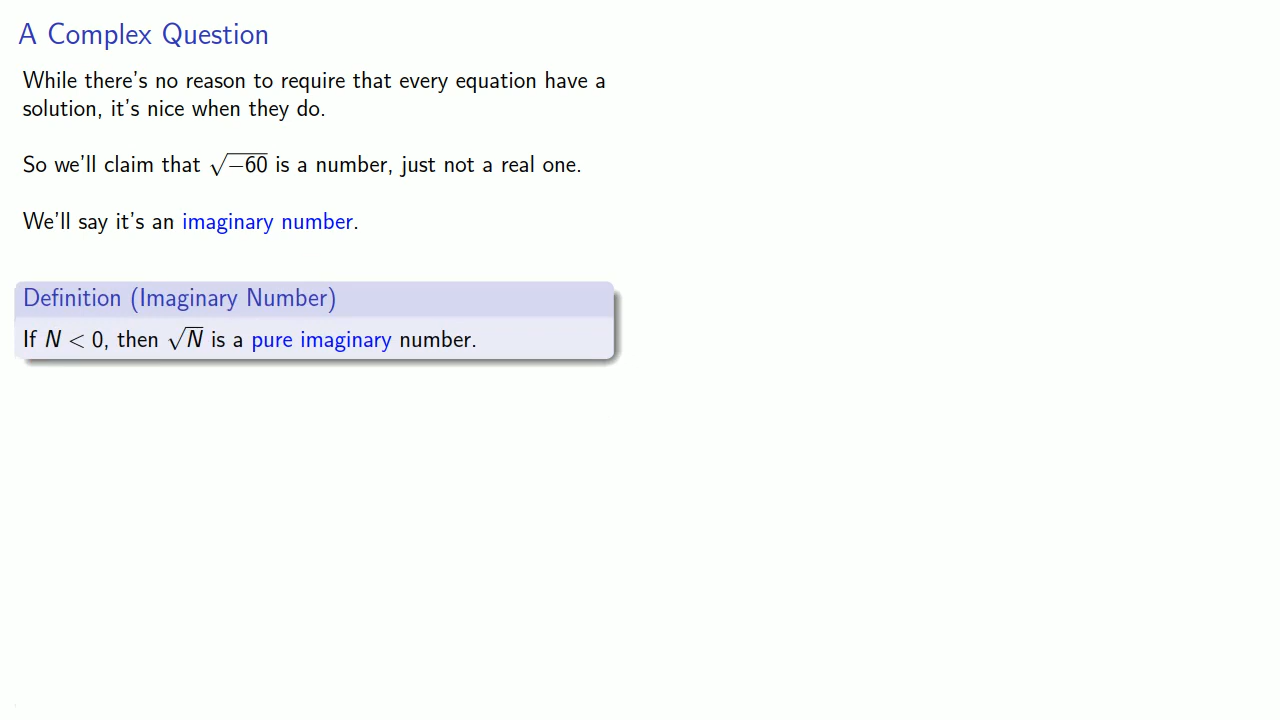 A Complex Question
While there's no reason to require that every equation have a
solution, it's nice when they do.
So we'll claim that √−60 is a number, just not a real one.
We'll say it's an imaginary number.
Definition (Imaginary Number)
If N < 0, then √N is a pure imaginary number.